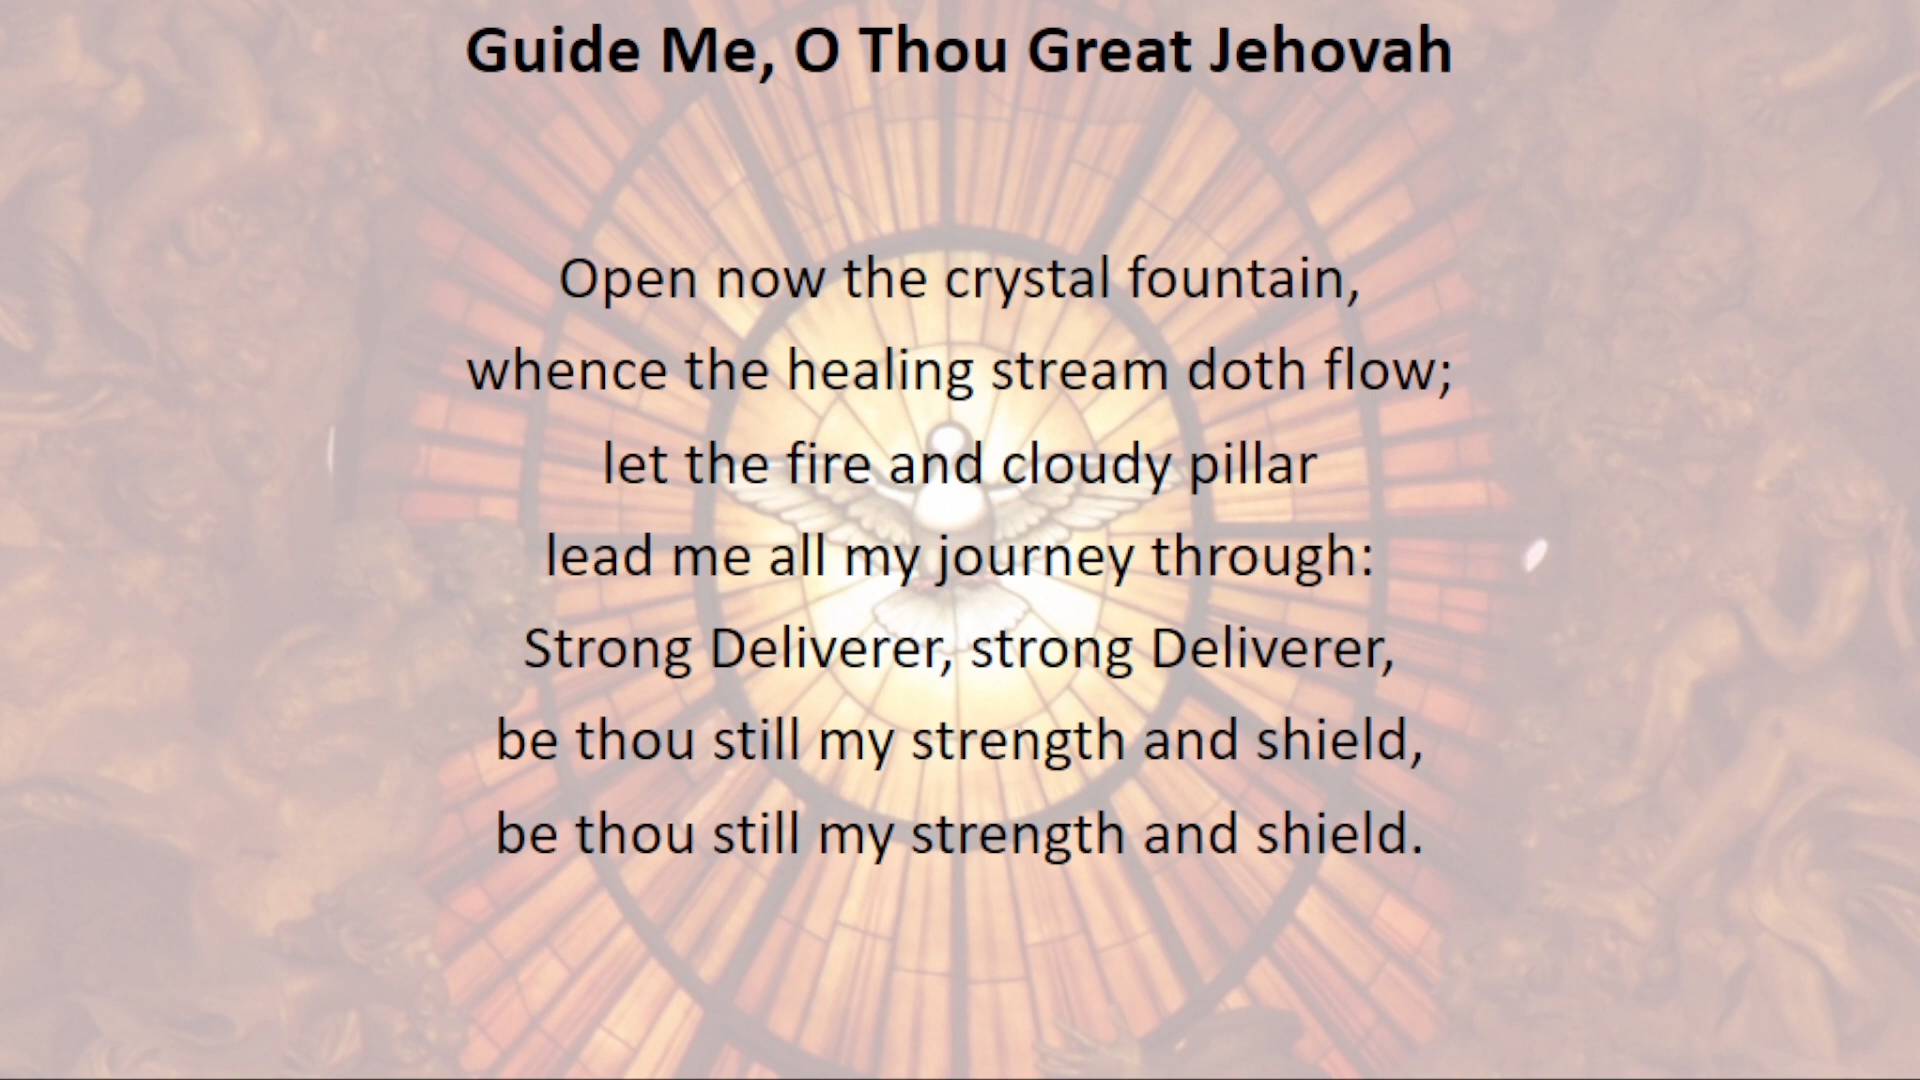 Guide Me, O Thou Great Jehovah
Open now the crystal fountain,
whence the healing stream doth flow;
let the fire and cloudy pillar
lead me all my journey through:
Strong Deliverer, strong Deliverer,
be thou still my strength and shield,
be thou still my strength and shield.